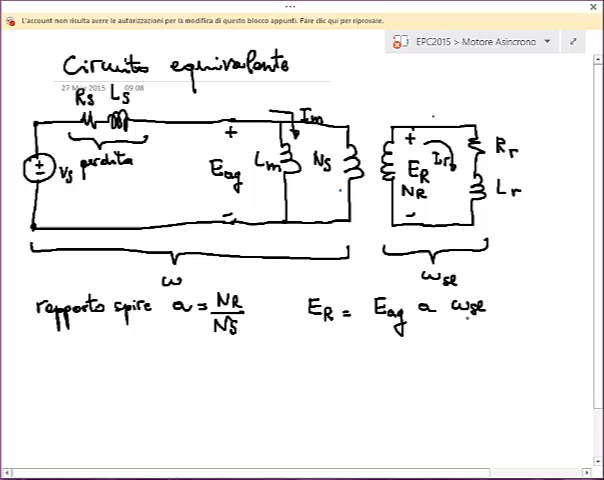 L'account non risulta avere le autorizzazioni per la modifica di questo blocco appunti. Fare clic qui per riprovare.
EPC2015 > Motore Asincrono
Circuito equivalente
27 May 2015 09:08
Rs Ls
Im
+
+
Rr
Vs
perdita
Eag
Lm
Ns
ER
Ir
NR
Lr
-
-
ω
ωse
rapporto spire a = NR/NS
ER = Eag a ωse